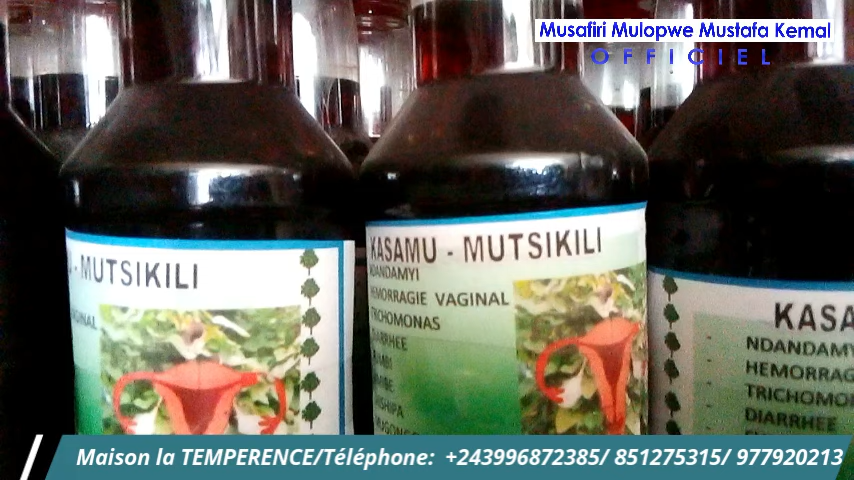 Musafiri Mulopwe Mustafa Kemal
OFFICIEL
- MUTSIKILI
KASAMU - MUTSIKILI
NDANDAMYI
HEMORRAGIE VAGINAL
TRICHOMONAS
DIARRHEE
KASA
- NDANDAMY
- HEMORRAG
- TRICHOMO
- DIARRHEE
Maison la TEMPERENCE/Téléphone: +243996872385/ 851275315/ 977920213